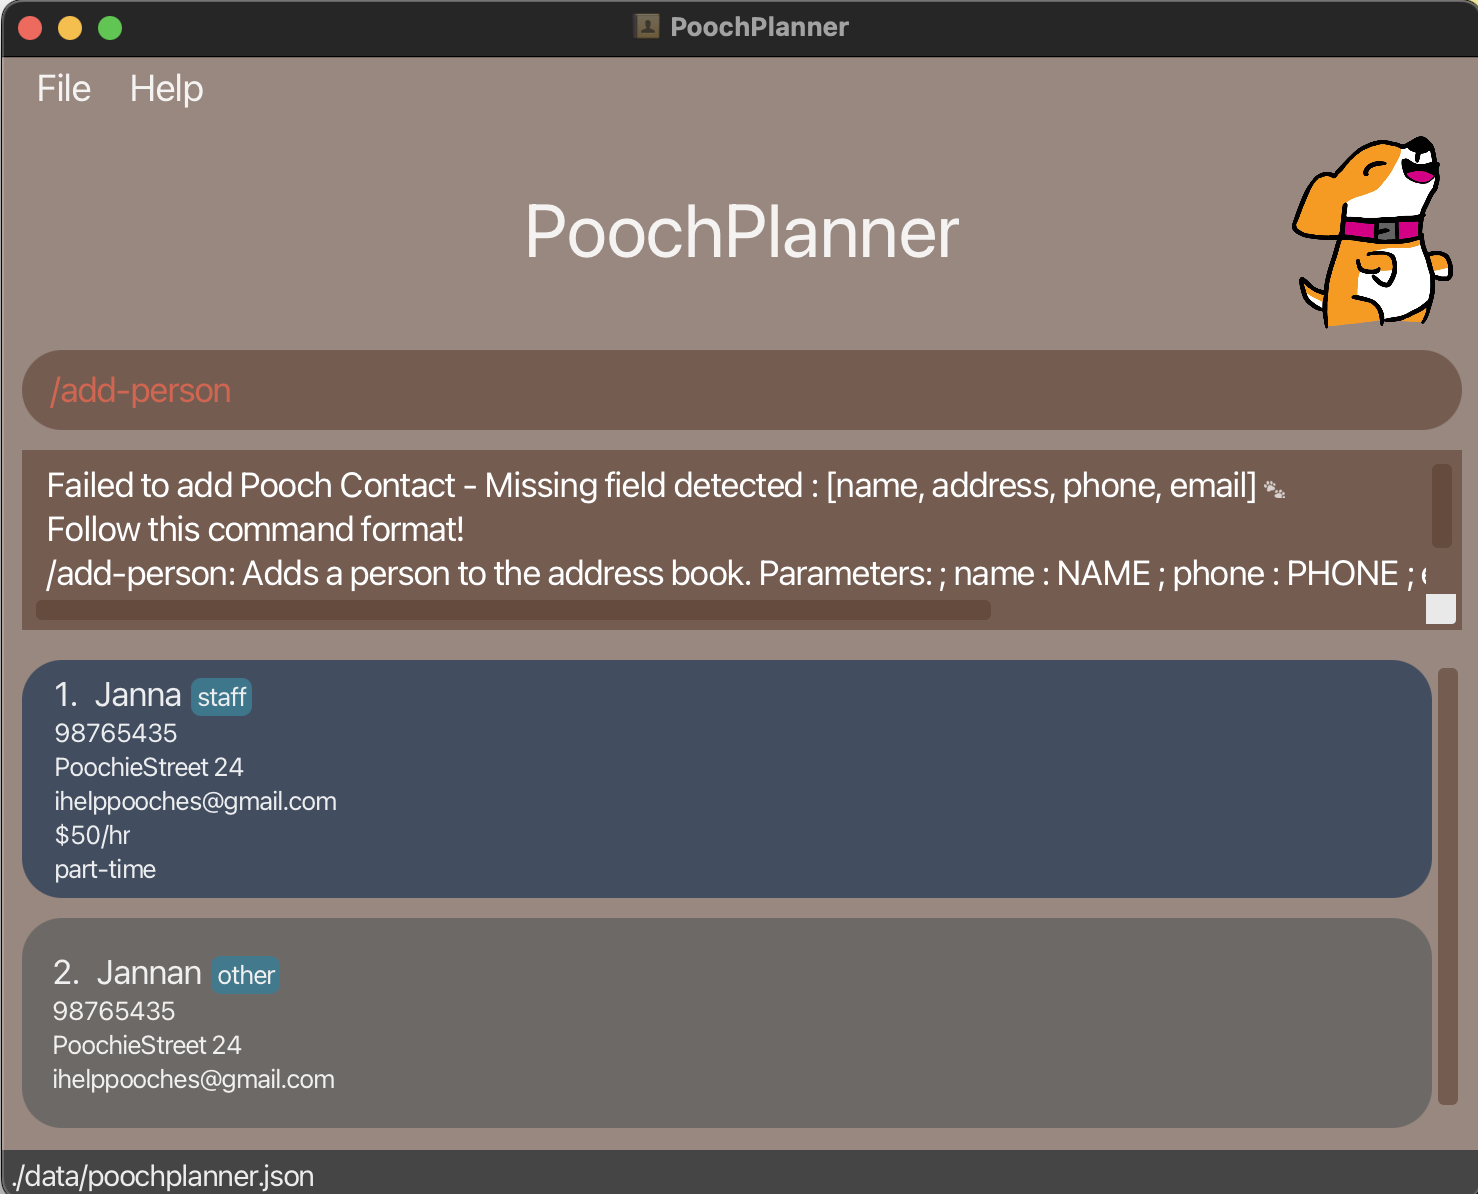 PoochPlanner
File Help
PoochPlanner
/add-person
Failed to add Pooch Contact - Missing field detected : [name, address, phone, email]
Follow this command format!
/add-person: Adds a person to the address book. Parameters: ; name : NAME ; phone : PHONE ;
1. Janna staff
98765435
PoochieStreet 24
ihelppooches@gmail.com
$50/hr
part-time
2. Jannan other
98765435
PoochieStreet 24
ihelppooches@gmail.com
./data/poochplanner.json